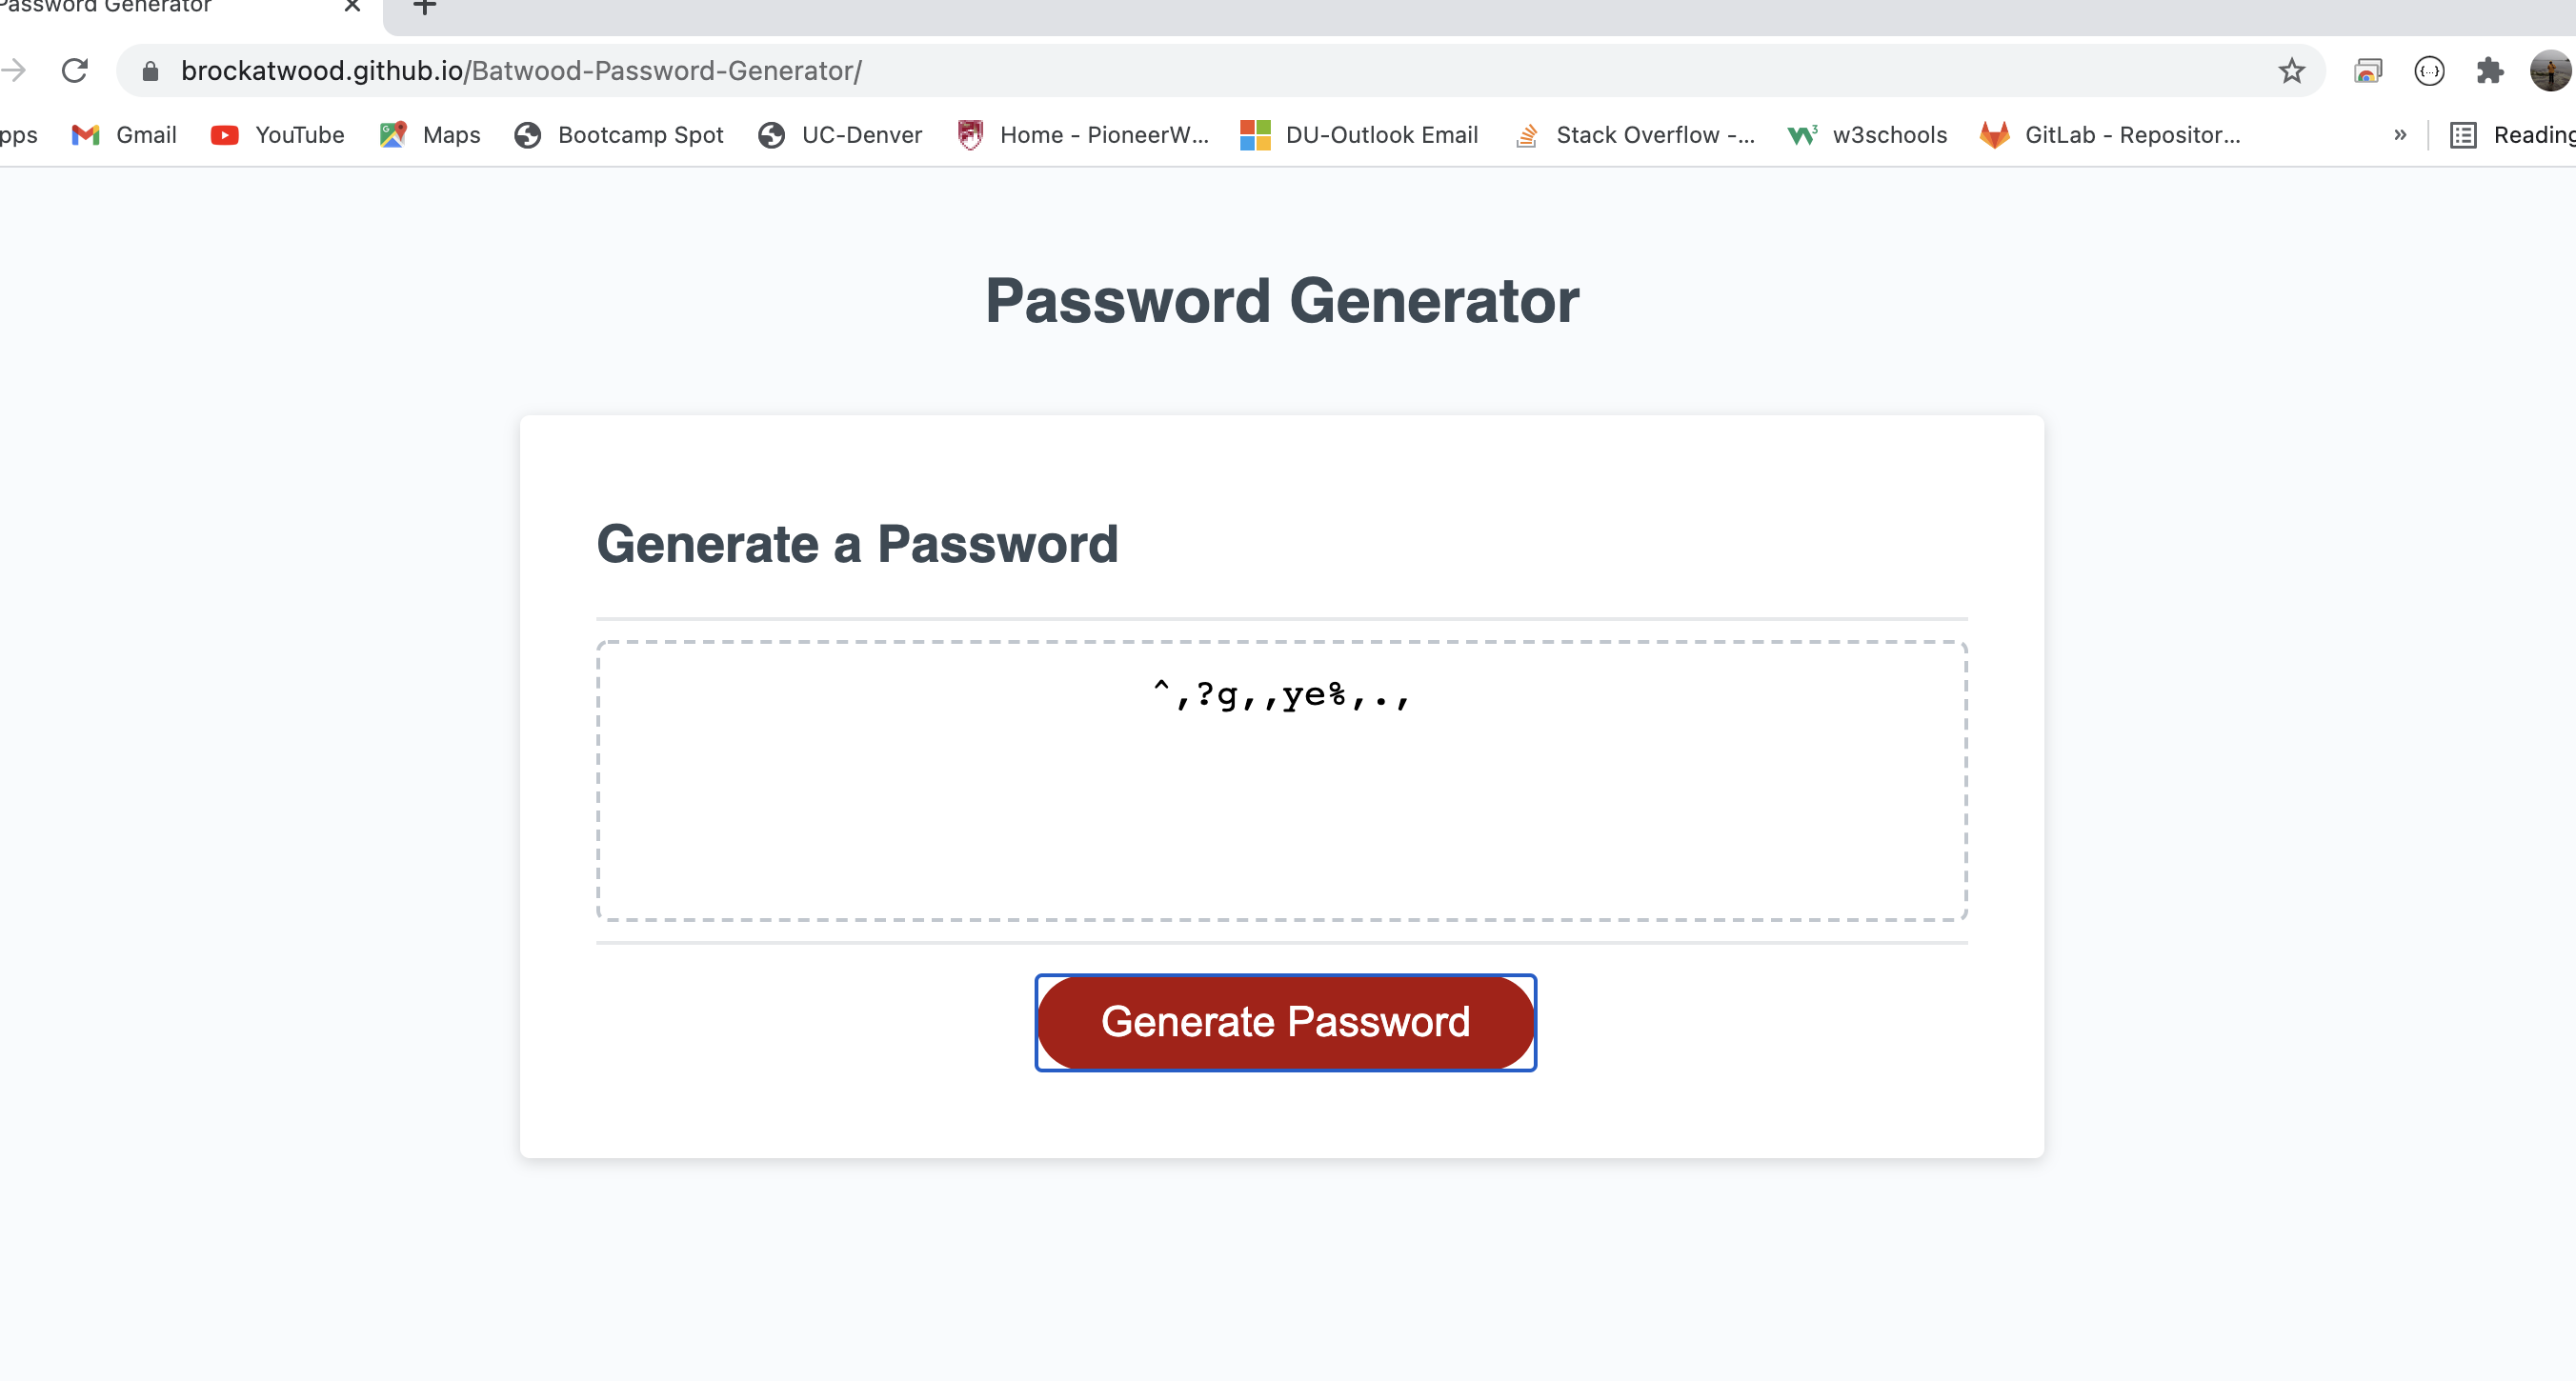 Password Generator
brockatwood.github.io/Batwood-Password-Generator/
pps Gmail YouTube Maps Bootcamp Spot UC-Denver Home - PioneerW... DU-Outlook Email Stack Overflow -... w3schools GitLab - Repositor... » Reading
Password Generator
Generate a Password
^,?g,,ye%,.,
Generate Password